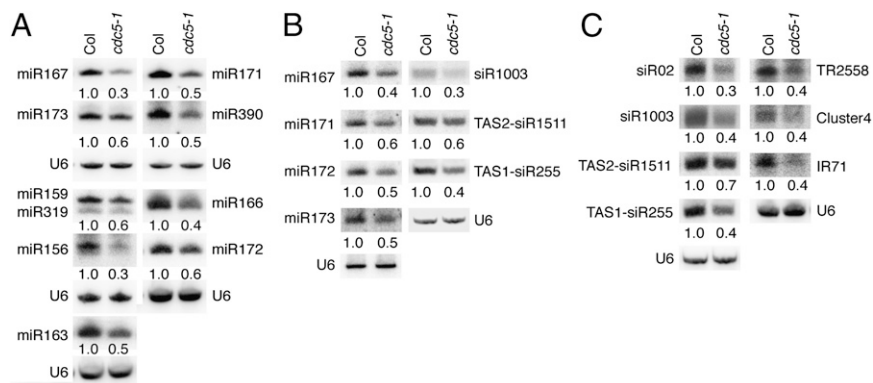 A
Col cdc5-1
miR167 1.0 0.3
miR173 1.0 0.6
U6
miR159
miR319 1.0 0.6
miR156 1.0 0.3
U6
miR163 1.0 0.5
U6
Col cdc5-1
miR171 1.0 0.5
miR390 1.0 0.5
U6
miR166 1.0 0.4
miR172 1.0 0.6
U6
B
Col cdc5-1
miR167 1.0 0.4
miR171 1.0 0.6
miR172 1.0 0.5
miR173 1.0 0.5
U6
Col cdc5-1
siR1003 1.0 0.3
TAS2-siR1511 1.0 0.6
TAS1-siR255 1.0 0.4
U6
C
Col cdc5-1
siR02 1.0 0.3
siR1003 1.0 0.4
TAS2-siR1511 1.0 0.7
TAS1-siR255 1.0 0.4
U6
Col cdc5-1
TR2558 1.0 0.4
Cluster4 1.0 0.4
IR71 1.0 0.4
U6